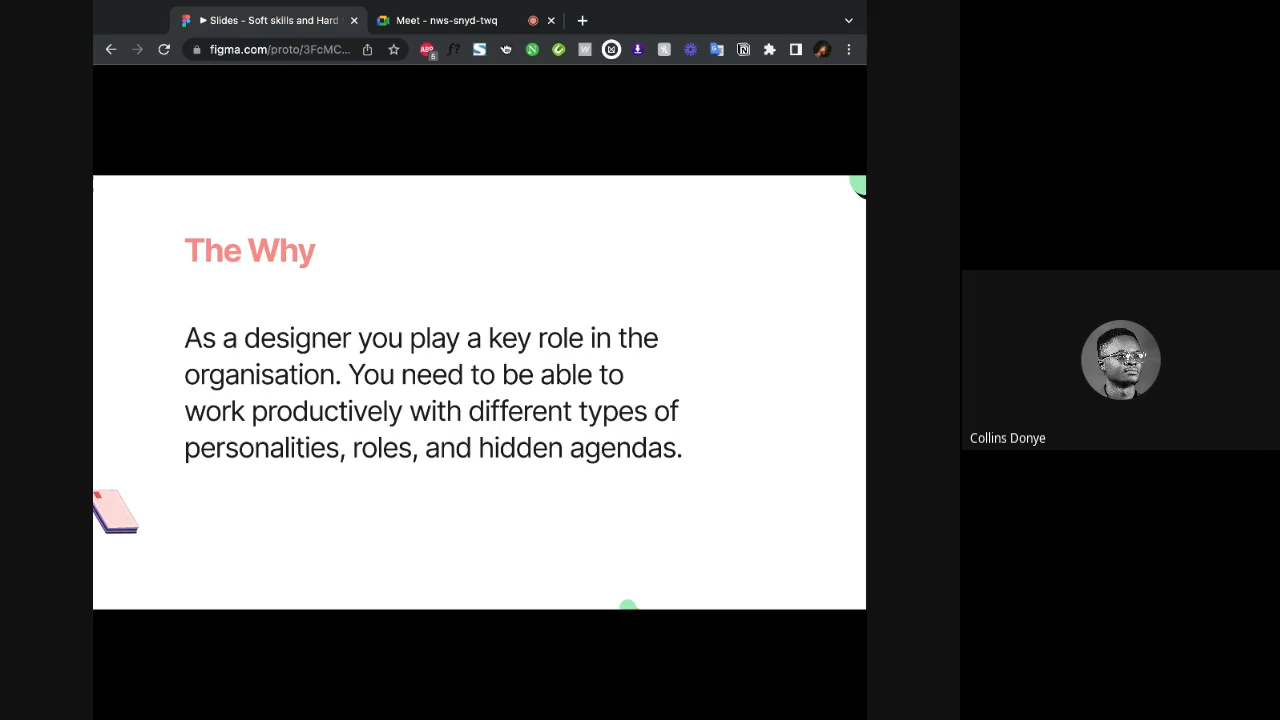 Slides - Soft skills and Hard
Meet - nws-snyd-twq
figma.com/proto/3FcMC...
ABP
6
f?
The Why
As a designer you play a key role in the
organisation. You need to be able to
work productively with different types of
personalities, roles, and hidden agendas.
Collins Donye